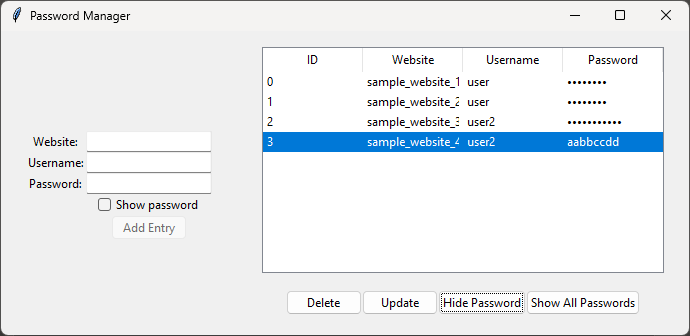 Password Manager
ID Website Username Password
0 sample_website_1 user ••••••••
1 sample_website_2 user ••••••••
2 sample_website_3 user2 •••••••••••
3 sample_website_4 user2 aabbccdd
Website:
Username:
Password:
Show password
Add Entry
Delete Update Hide Password Show All Passwords